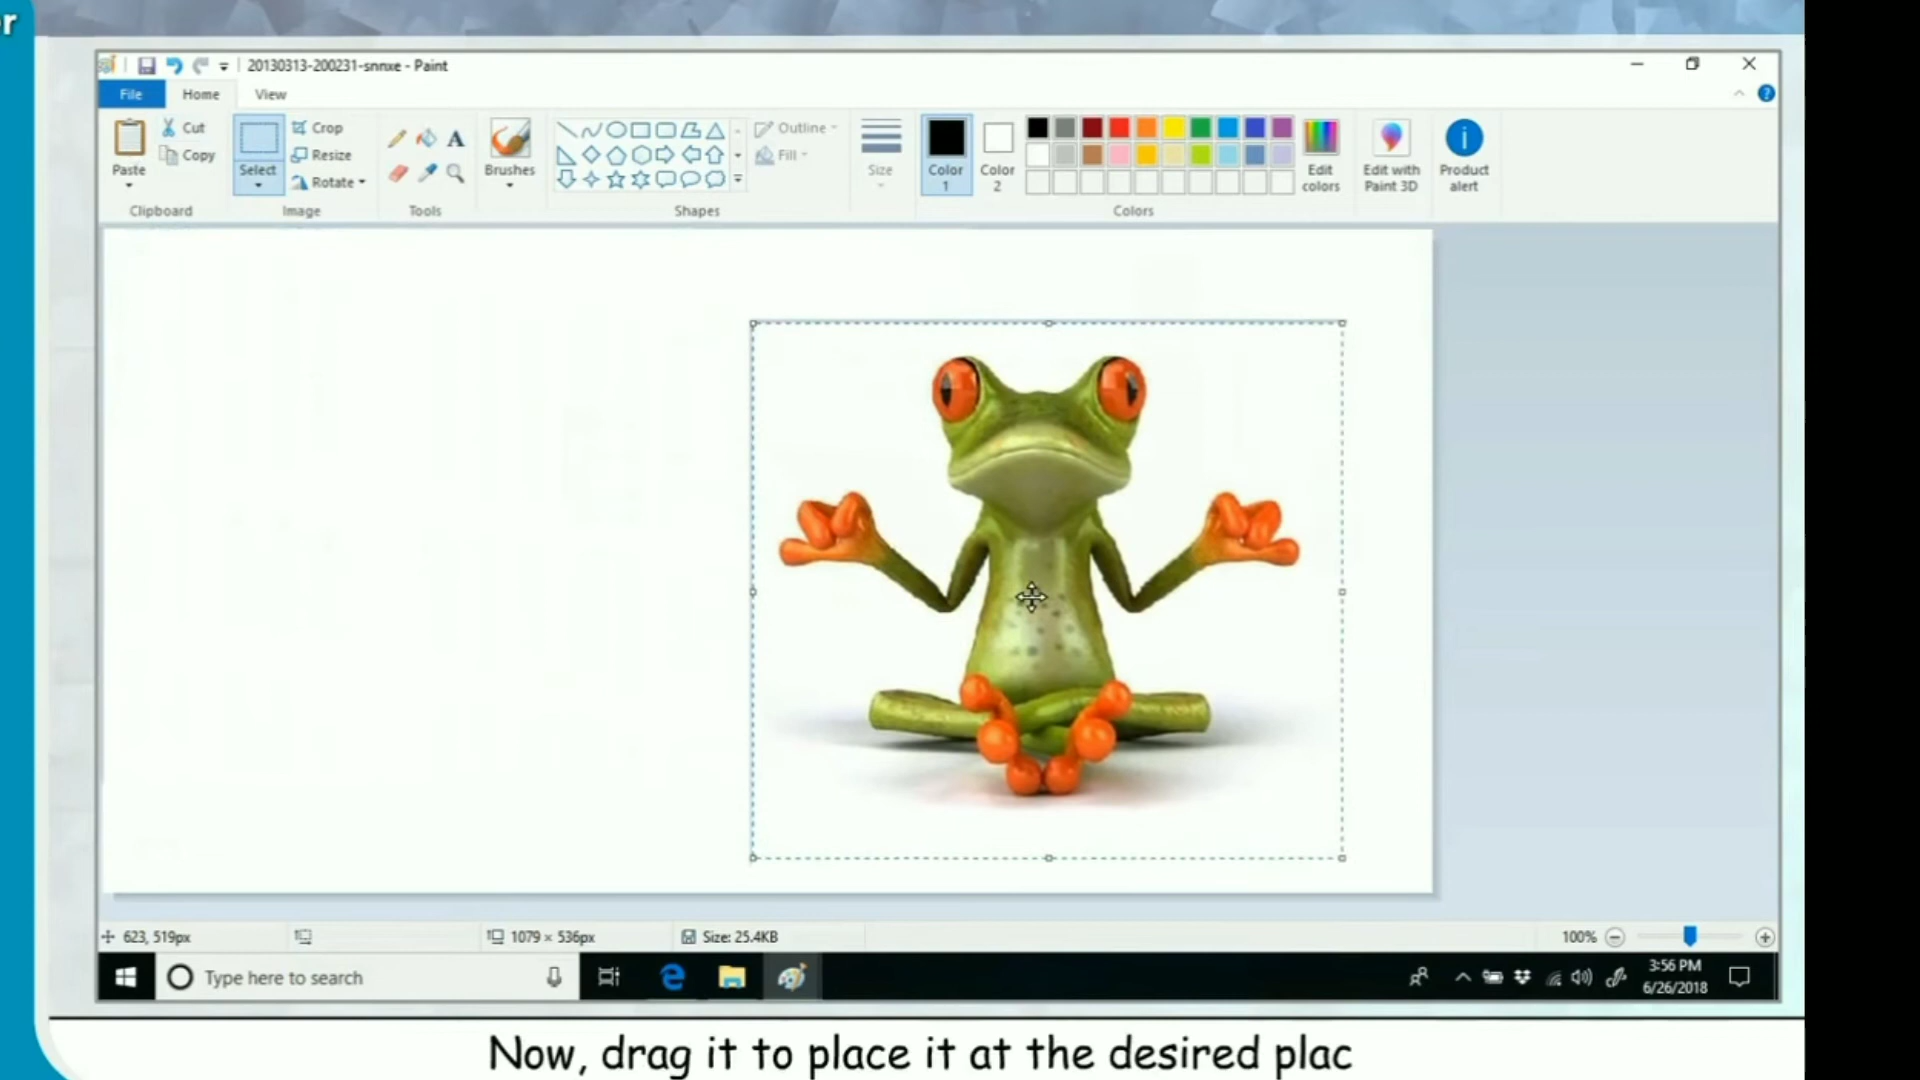 or
20130313-200231-snnxe - Paint
File Home View
Paste Cut Copy Clipboard
Select Crop Resize Rotate Image
Tools
Brushes
Shapes Outline Fill
Size
Color 1 Color 2 Edit colors Colors
Edit with Paint 3D
Product alert
623, 519px 1079 × 536px Size: 25.4KB 100%
Type here to search
3:56 PM
6/26/2018
Now, drag it to place it at the desired plac